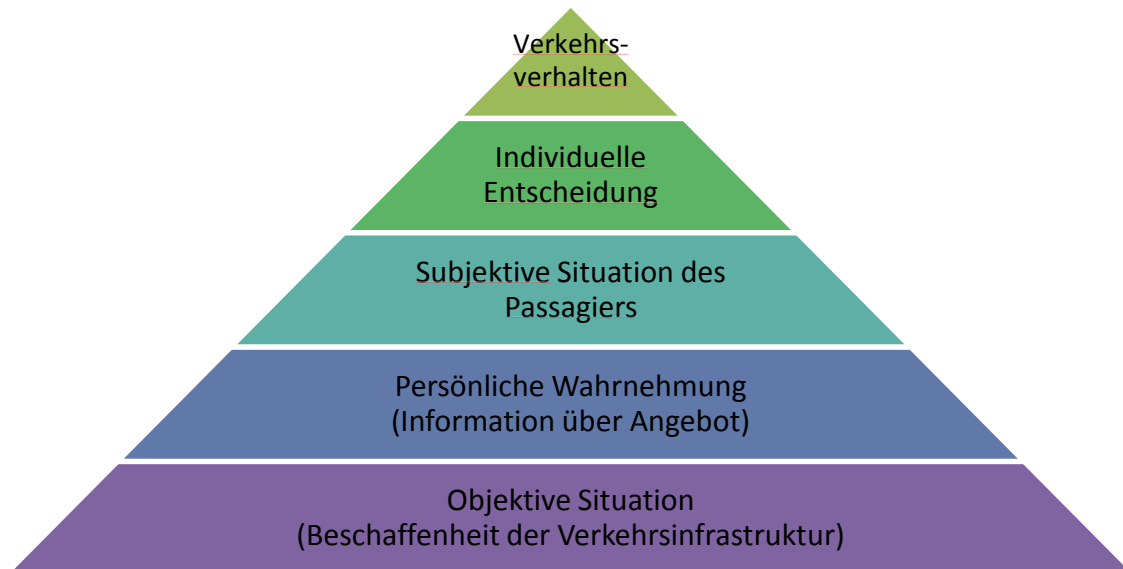 Verkehrs-
verhalten
Individuelle
Entscheidung
Subjektive Situation des
Passagiers
Persönliche Wahrnehmung
(Information über Angebot)
Objektive Situation
(Beschaffenheit der Verkehrsinfrastruktur)